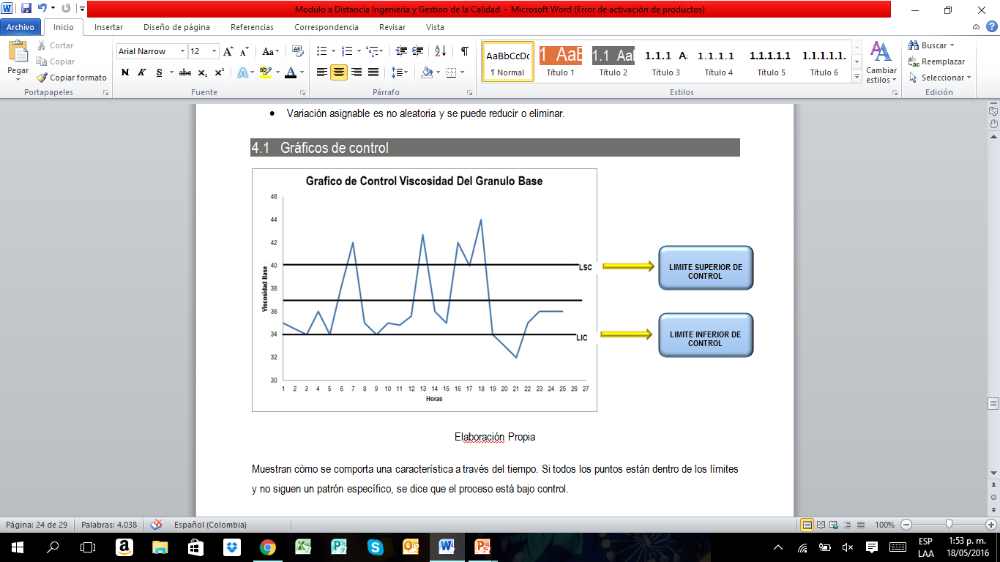 Modulo a Distancia Ingenieria y Gestion de la Calidad - Microsoft Word (Error de activación de productos)
Archivo Inicio Insertar Diseño de página Referencias Correspondencia Revisar Vista
Pegar
Cortar
Copiar
Copiar formato
Portapapeles
Arial Narrow 12
Fuente
Párrafo
AaBbCcDc 1 AaB 1.1 Aal 1.1.1 Aa 1.1.1.1 1.1.1.1.1 1.1.1.1.1.
¶ Normal Título 1 Título 2 Título 3 Título 4 Título 5 Título 6
Cambiar estilos
Estilos
Buscar
Reemplazar
Seleccionar
Edición
• Variación asignable es no aleatoria y se puede reducir o eliminar.
4.1 Gráficos de control
Grafico de Control Viscosidad Del Granulo Base
46
44
42
40
38
36
34
32
30
Viscosidad Base
LSC
LIC
1 2 3 4 5 6 7 8 9 10 11 12 13 14 15 16 17 18 19 20 21 22 23 24 25 26 27
Horas
LIMITE SUPERIOR DE
CONTROL
LIMITE INFERIOR DE
CONTROL
Elaboración Propia
Muestran cómo se comporta una característica a través del tiempo. Si todos los puntos están dentro de los límites
y no siguen un patrón específico, se dice que el proceso está bajo control.
Página: 24 de 29 Palabras: 4.038 Español (Colombia) 100%
ESP
LAA
1:53 p. m.
18/05/2016